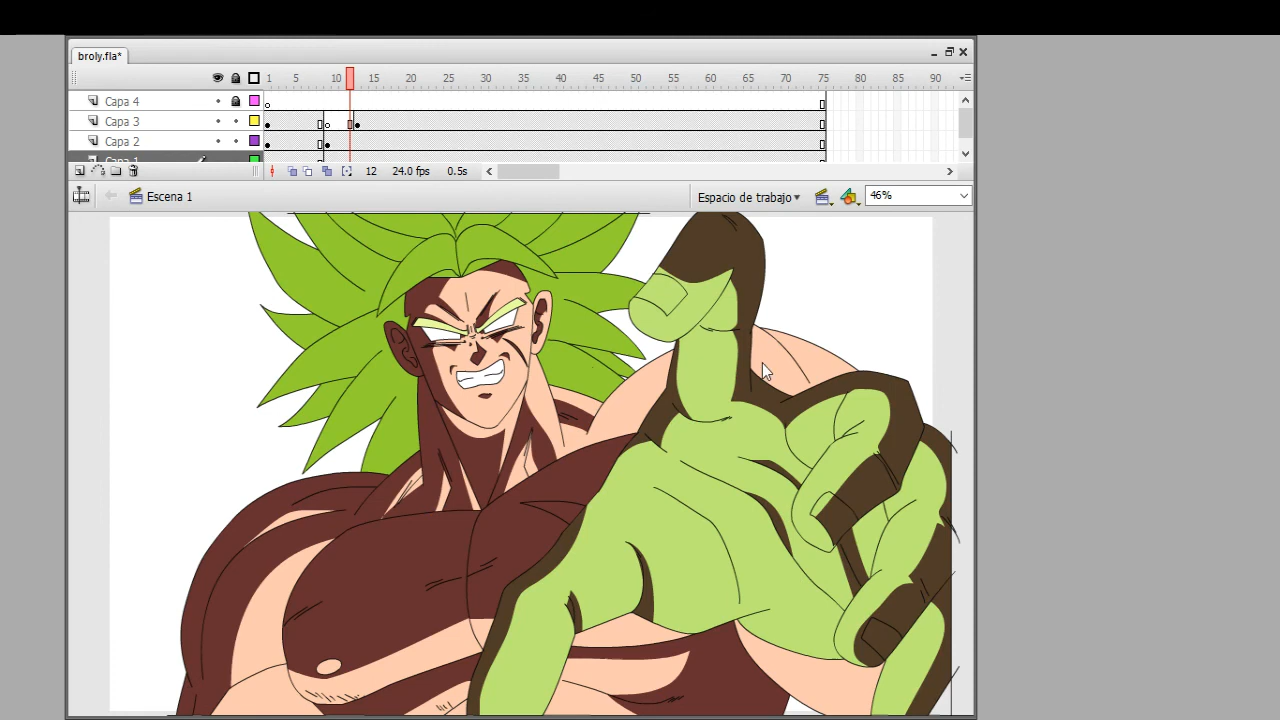 broly.fla*
1 5 10 15 20 25 30 35 40 45 50 55 60 65 70 75 80 85 90
Capa 4
Capa 3
Capa 2
Capa 1
12 24.0 fps 0.5s
Escena 1 Espacio de trabajo 46%